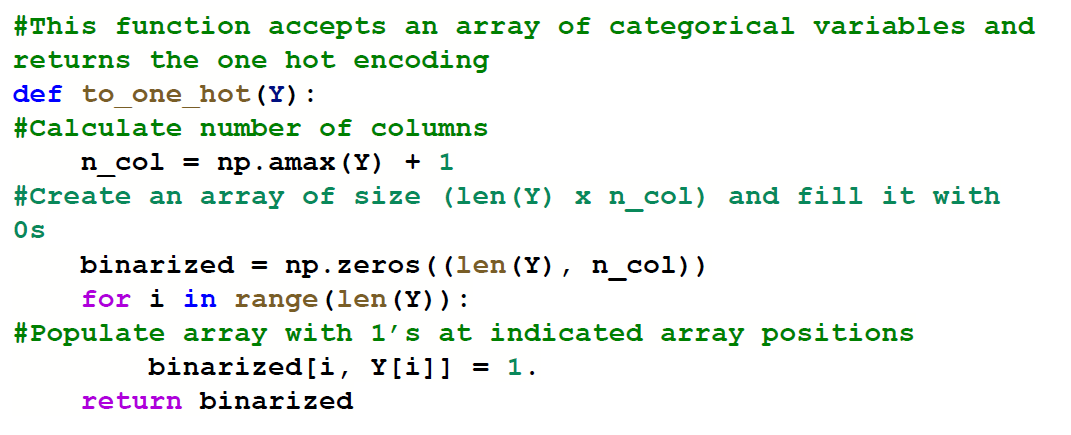 #This function accepts an array of categorical variables and
returns the one hot encoding
def to_one_hot(Y):
#Calculate number of columns
    n_col = np.amax(Y) + 1
#Create an array of size (len(Y) x n_col) and fill it with
0s
    binarized = np.zeros((len(Y), n_col))
    for i in range(len(Y)):
#Populate array with 1’s at indicated array positions
        binarized[i, Y[i]] = 1.
    return binarized